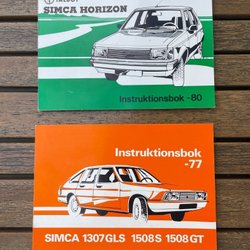 TALBOT
SIMCA HORIZON
Instruktionsbok -80
Instruktionsbok
-77
SIMCA 1307GLS 1508S 1508GT